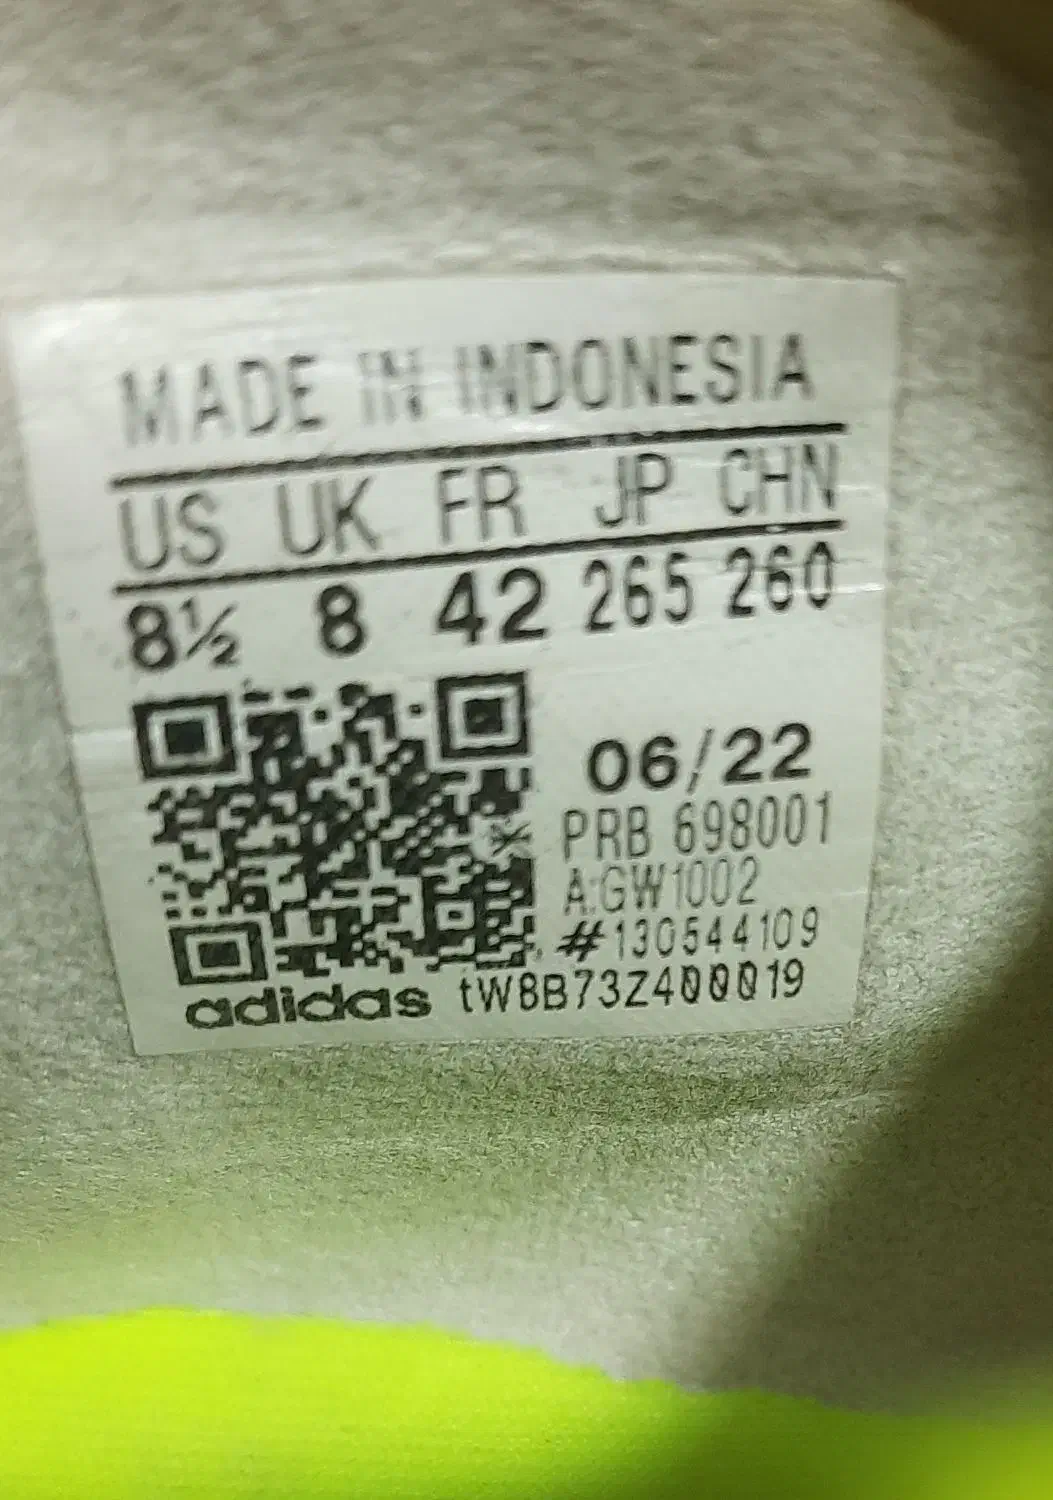 MADE IN INDONESIA
US UK FR JP CHN
8½ 8 42 265 260
06/22
PRB 698001
A:GW1002
#130544109
adidas tW8B73Z400019